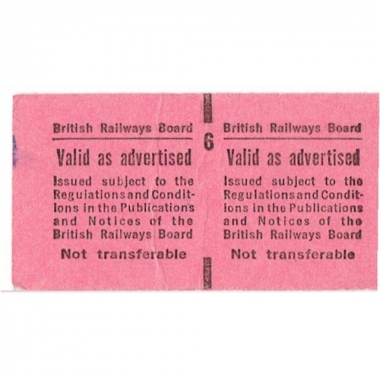 British Railways Board
Valid as advertised
Issued subject to the
Regulations and Condit-
ions in the Publications
and Notices of the
British Railways Board
Not transferable
6
British Railways Board
Valid as advertised
Issued subject to the
Regulations and Condit-
ions in the Publications
and Notices of the
British Railways Board
Not transferable